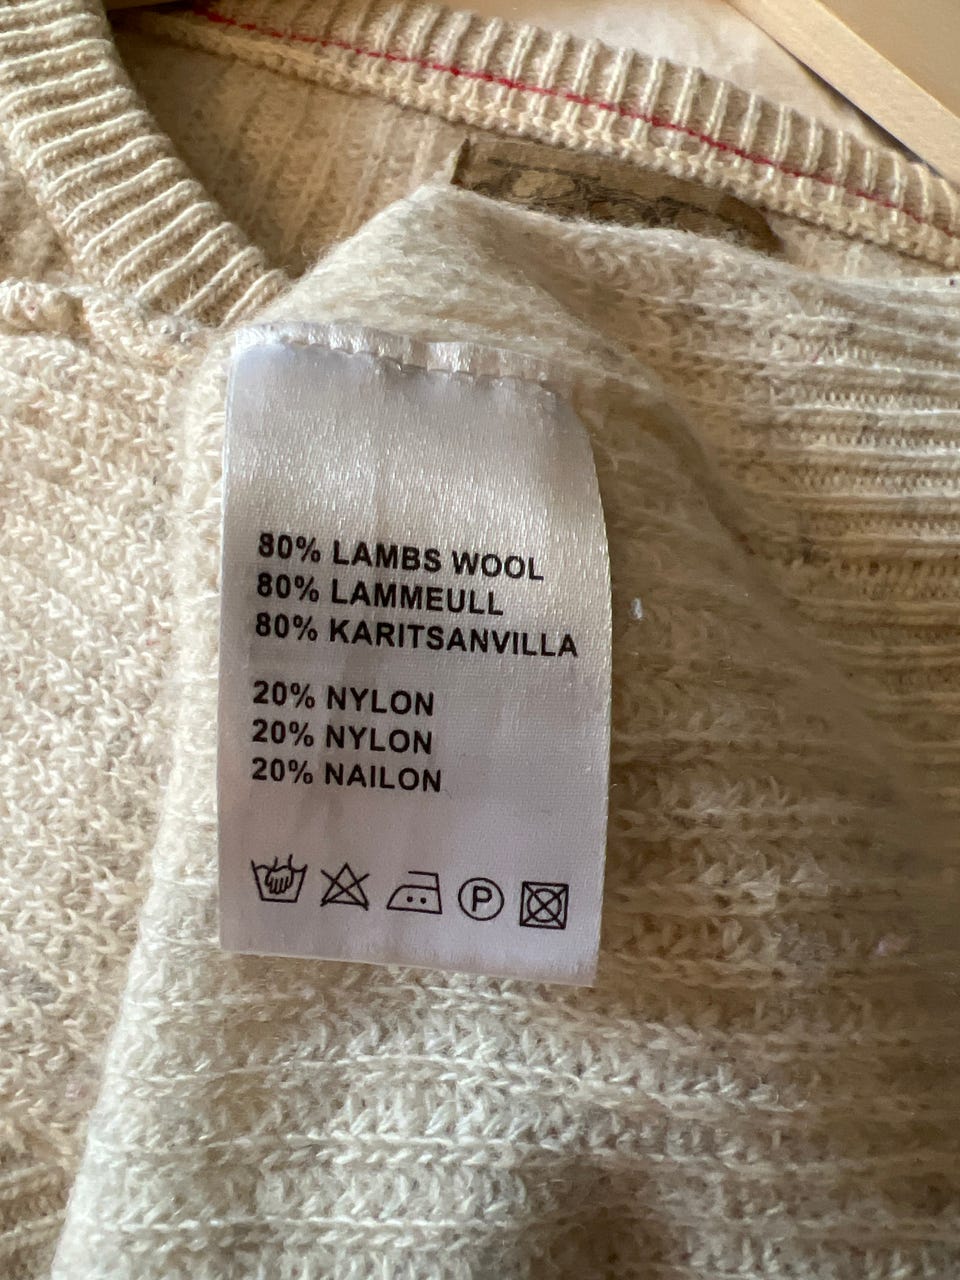 80% LAMBS WOOL
80% LAMMEULL
80% KARITSANVILLA
20% NYLON
20% NYLON
20% NAILON
P